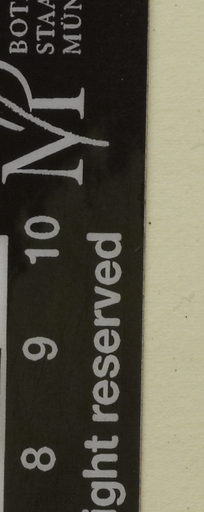 BOT
STAA
MÜN
M
8 9 10
ight reserved